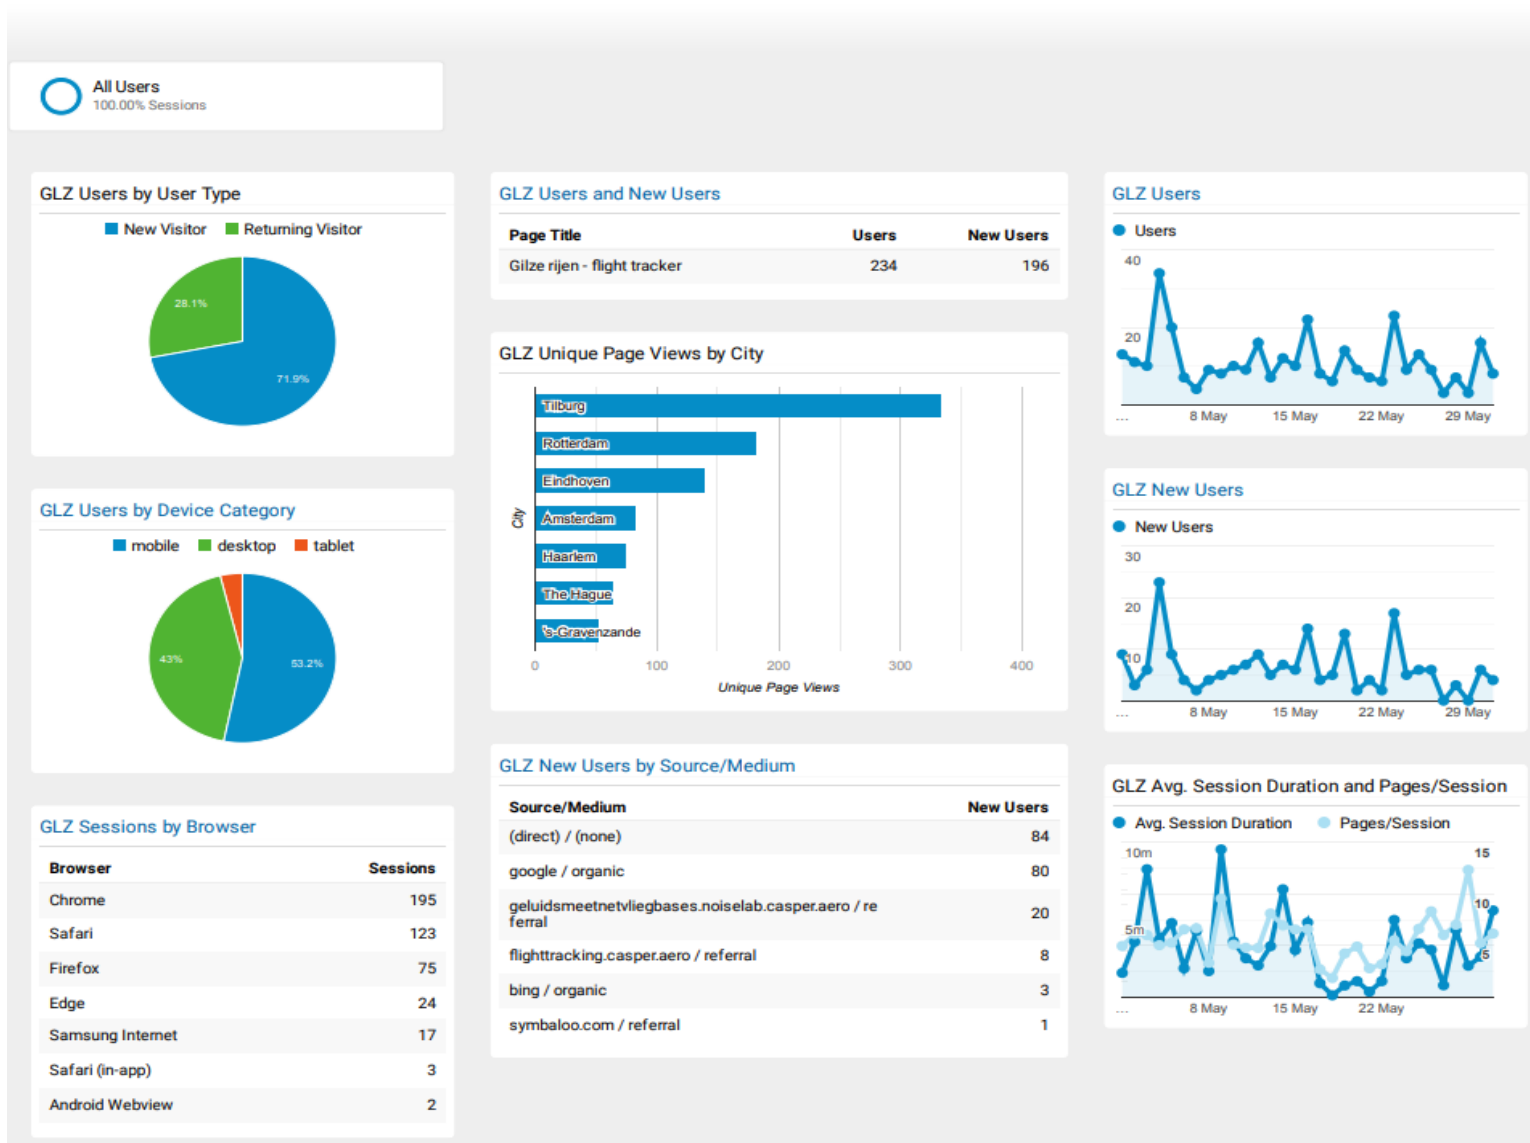 All Users
100.00% Sessions
GLZ Users by User Type
New Visitor Returning Visitor
28.1%
71.9%
GLZ Users by Device Category
mobile desktop tablet
43%
53.2%
GLZ Sessions by Browser
Browser Sessions
Chrome 195
Safari 123
Firefox 75
Edge 24
Samsung Internet 17
Safari (in-app) 3
Android Webview 2
GLZ Users and New Users
Page Title Users New Users
Gilze rijen - flight tracker 234 196
GLZ Unique Page Views by City
City
Tilburg
Rotterdam
Eindhoven
Amsterdam
Haarlem
The Hague
's-Gravenzande
0 100 200 300 400
Unique Page Views
GLZ New Users by Source/Medium
Source/Medium New Users
(direct) / (none) 84
google / organic 80
geluidsmeetnetvliegbases.noiselab.casper.aero / re
ferral 20
flighttracking.casper.aero / referral 8
bing / organic 3
symbaloo.com / referral 1
GLZ Users
Users
40
20
... 8 May 15 May 22 May 29 May
GLZ New Users
New Users
30
20
10
... 8 May 15 May 22 May 29 May
GLZ Avg. Session Duration and Pages/Session
Avg. Session Duration Pages/Session
10m 15
10
5m
5
... 8 May 15 May 22 May